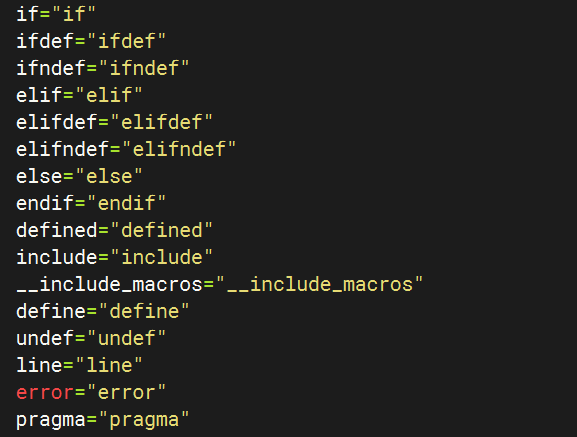 if="if"
ifdef="ifdef"
ifndef="ifndef"
elif="elif"
elifdef="elifdef"
elifndef="elifndef"
else="else"
endif="endif"
defined="defined"
include="include"
__include_macros="__include_macros"
define="define"
undef="undef"
line="line"
error="error"
pragma="pragma"